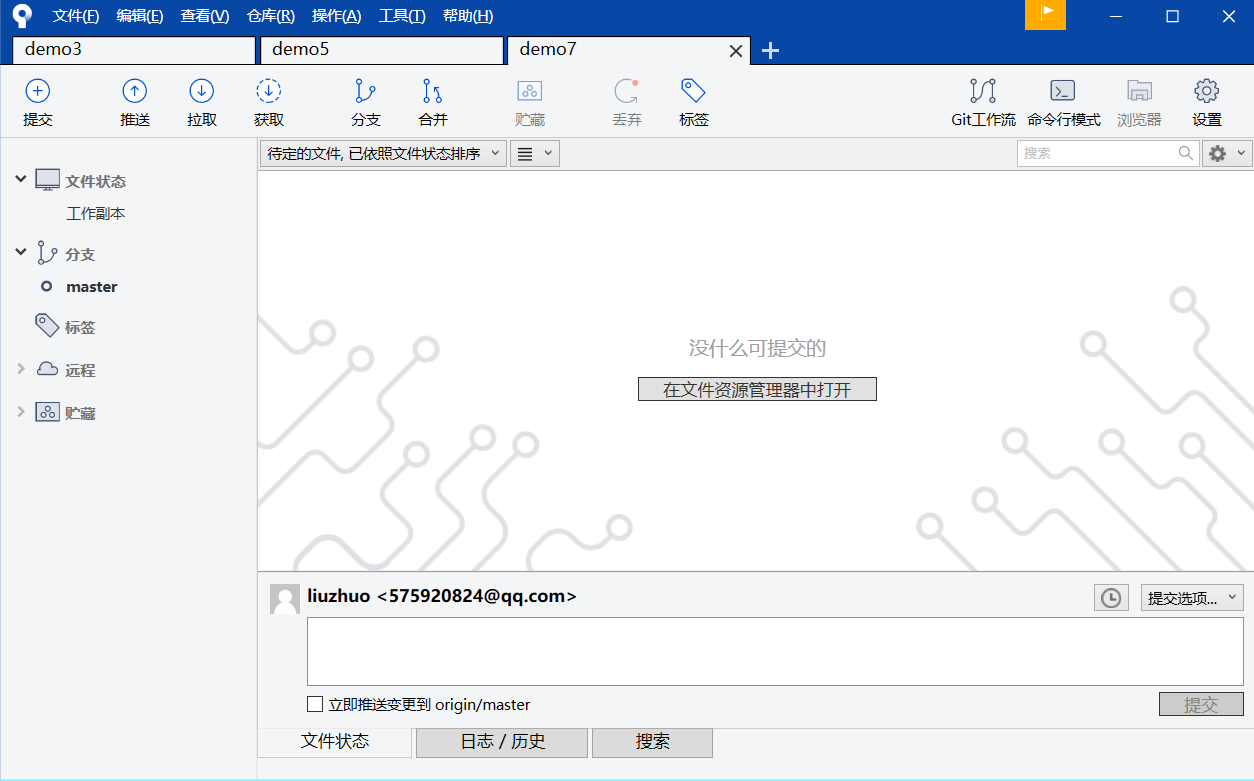 文件(F) 编辑(E) 查看(V) 仓库(R) 操作(A) 工具(T) 帮助(H)
demo3 demo5 demo7
提交 推送 拉取 获取 分支 合并 贮藏 丢弃 标签 Git工作流 命令行模式 浏览器 设置
待定的文件, 已依照文件状态排序 搜索
文件状态
工作副本
分支
master
标签
远程
贮藏
没什么可提交的
在文件资源管理器中打开
liuzhuo <575920824@qq.com> 提交选项...
立即推送变更到 origin/master 提交
文件状态 日志 / 历史 搜索